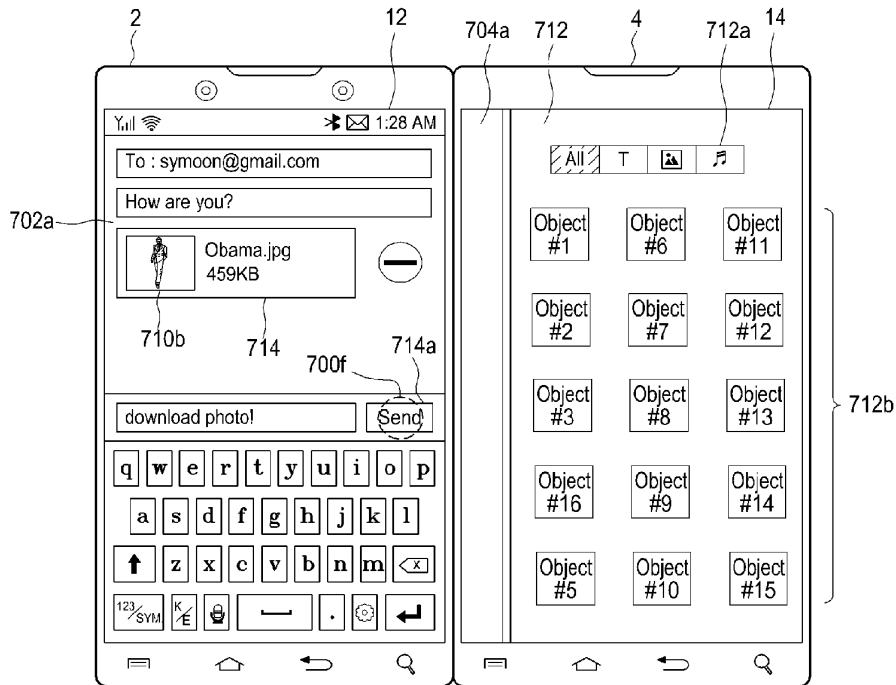 2
12
704a
712
4
712a
14
1:28 AM
To : symoon@gmail.com
How are you?
702a
Obama.jpg
459KB
710b
714
700f
714a
download photo!
Send
q w e r t y u i o p
a s d f g h j k l
z x c v b n m X
123/SYM K/E .
All T
Object
#1
Object
#6
Object
#11
Object
#2
Object
#7
Object
#12
Object
#3
Object
#8
Object
#13
Object
#16
Object
#9
Object
#14
Object
#5
Object
#10
Object
#15
712b